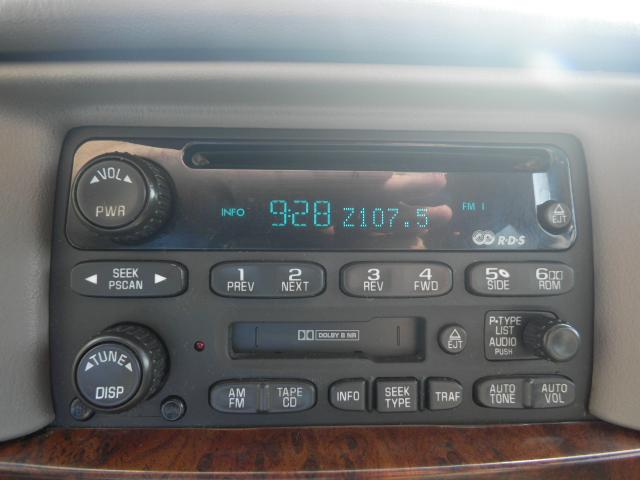 VOL
PWR
INFO 9:28 Z107.5 FM 1
EJT
R·D·S
SEEK
PSCAN
1 PREV
2 NEXT
3 REV
4 FWD
5 SIDE
6 RDM
P-TYPE
LIST
AUDIO
PUSH
TUNE
DISP
DOLBY B NR
EJT
AM
FM
TAPE
CD
INFO
SEEK
TYPE
TRAF
AUTO
TONE
AUTO
VOL